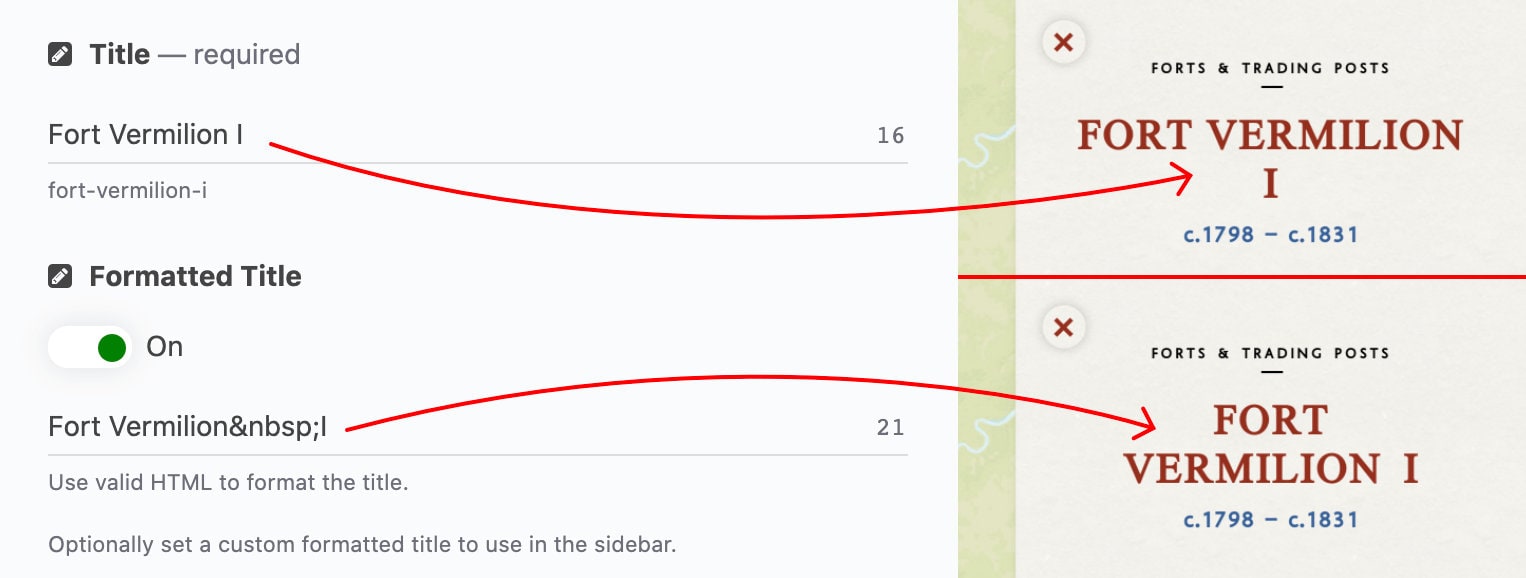 Title — required
Fort Vermilion I 16
fort-vermilion-i
Formatted Title
On
Fort Vermilion&nbsp;I 21
Use valid HTML to format the title.
Optionally set a custom formatted title to use in the sidebar.
FORTS & TRADING POSTS
FORT VERMILION
I
c.1798 – c.1831
FORTS & TRADING POSTS
FORT
VERMILION I
c.1798 – c.1831